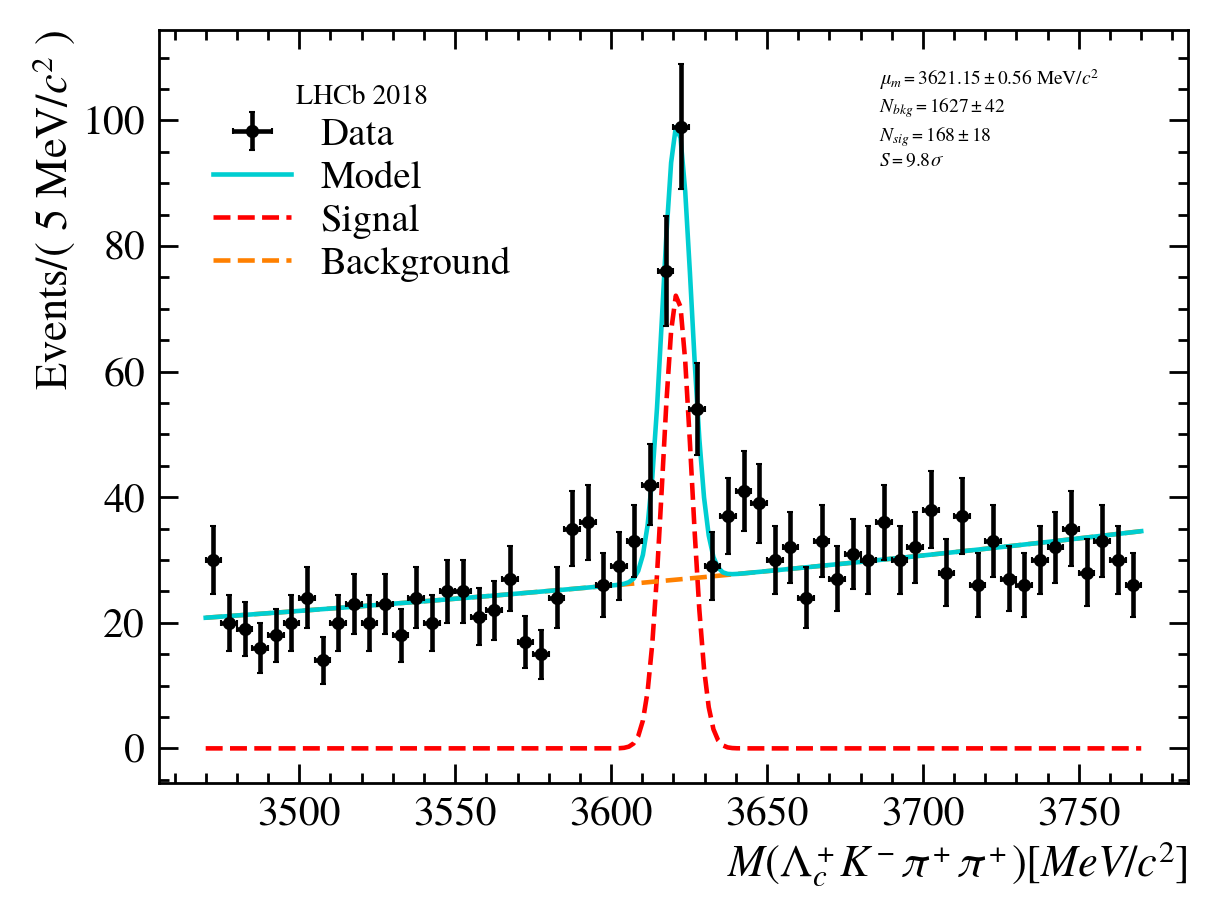 Events/( 5 MeV/c² )
100
80
60
40
20
0
LHCb 2018
Data
Model
Signal
Background
μₘ = 3621.15 ± 0.56 MeV/c²
N_bkg = 1627 ± 42
N_sig = 168 ± 18
S = 9.8σ
3500 3550 3600 3650 3700 3750
M(Λ_c⁺K⁻π⁺π⁺)[MeV/c²]